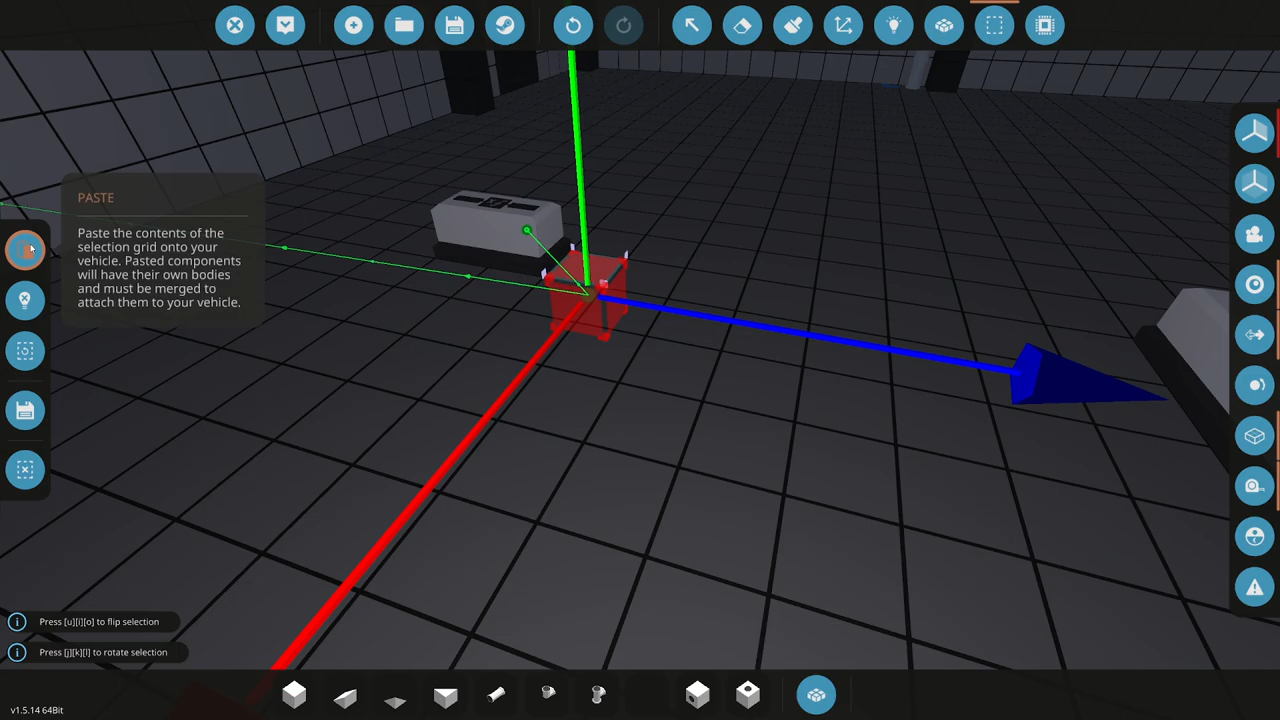 PASTE
Paste the contents of the
selection grid onto your
vehicle. Pasted components
will have their own bodies
and must be merged to
attach them to your vehicle.
Press [u][i][o] to flip selection
Press [j][k][l] to rotate selection
v1.5.14 64Bit